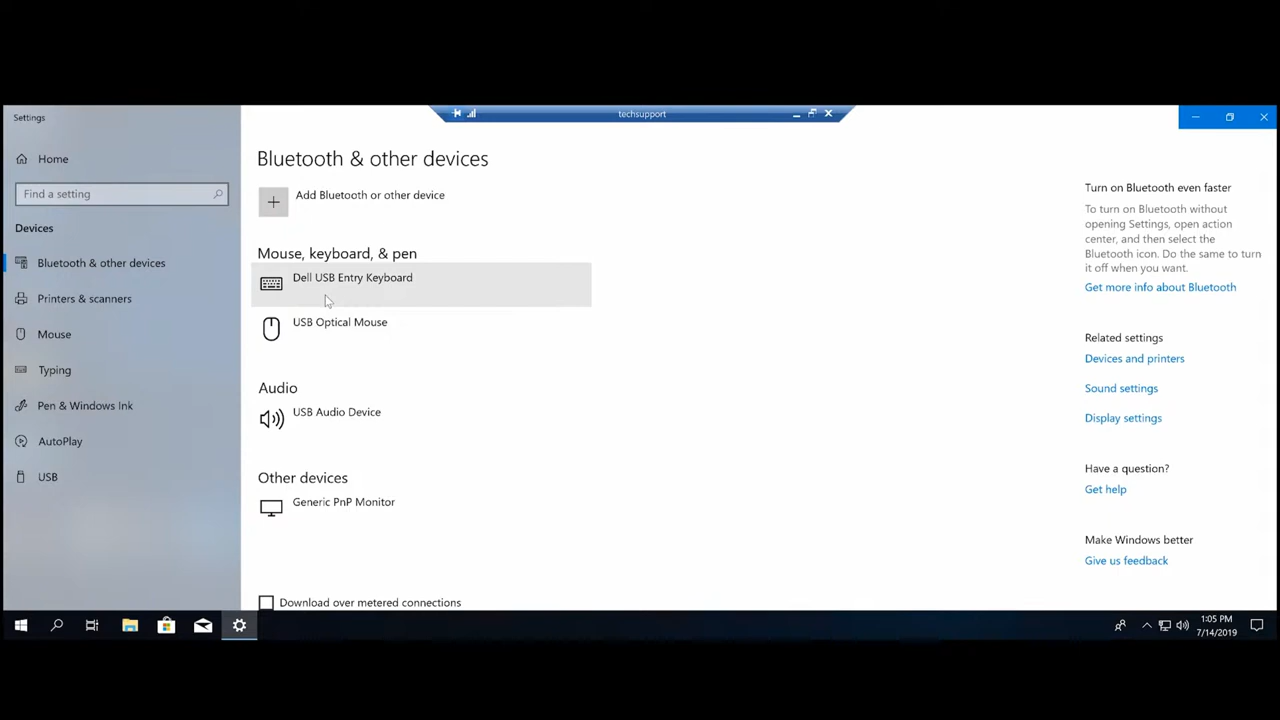 techsupport
Settings
Home
Find a setting
Devices
Bluetooth & other devices
Printers & scanners
Mouse
Typing
Pen & Windows Ink
AutoPlay
USB
Bluetooth & other devices
Add Bluetooth or other device
Mouse, keyboard, & pen
Dell USB Entry Keyboard
USB Optical Mouse
Audio
USB Audio Device
Other devices
Generic PnP Monitor
Download over metered connections
Turn on Bluetooth even faster
To turn on Bluetooth without
opening Settings, open action
center, and then select the
Bluetooth icon. Do the same to turn
it off when you want.
Get more info about Bluetooth
Related settings
Devices and printers
Sound settings
Display settings
Have a question?
Get help
Make Windows better
Give us feedback
1:05 PM
7/14/2019